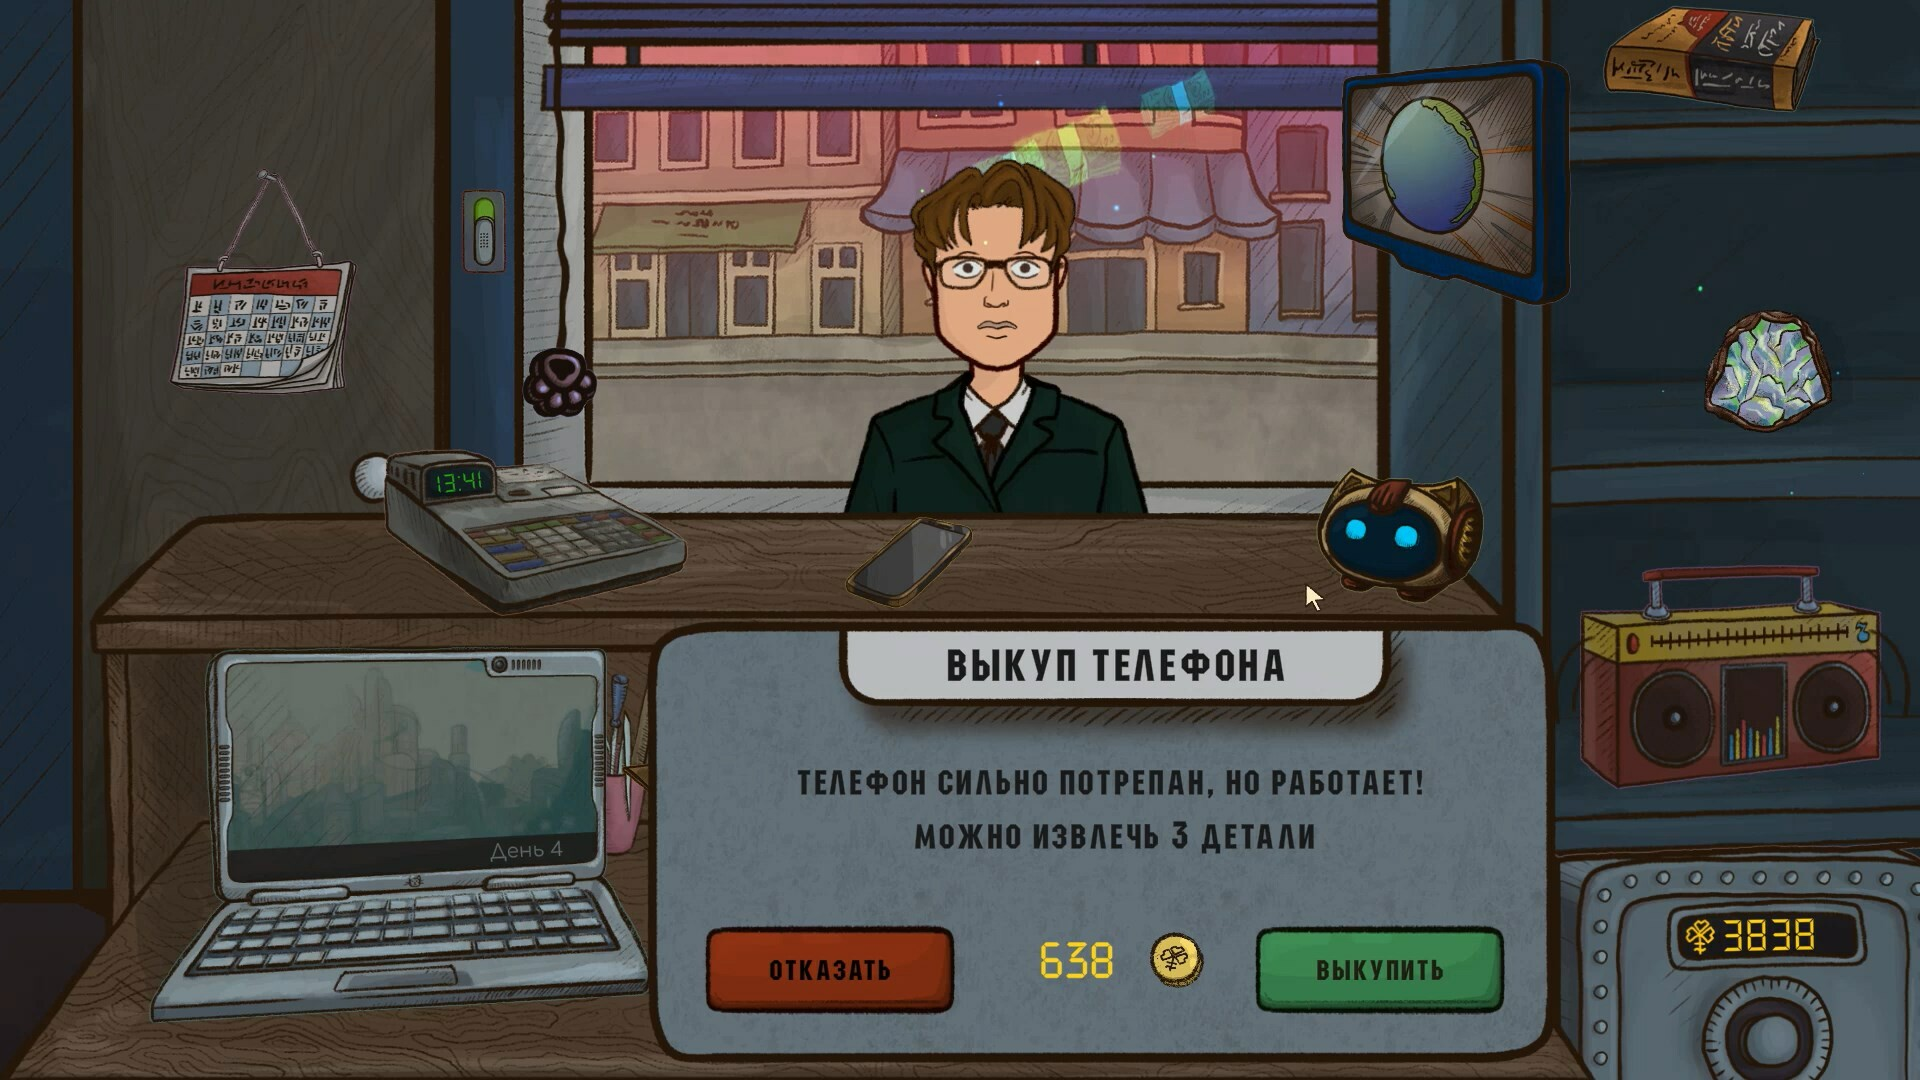 13:41
ВЫКУП ТЕЛЕФОНА
ТЕЛЕФОН СИЛЬНО ПОТРЕПАН, НО РАБОТАЕТ!
МОЖНО ИЗВЛЕЧЬ 3 ДЕТАЛИ
День 4
ОТКАЗАТЬ
638
ВЫКУПИТЬ
3838